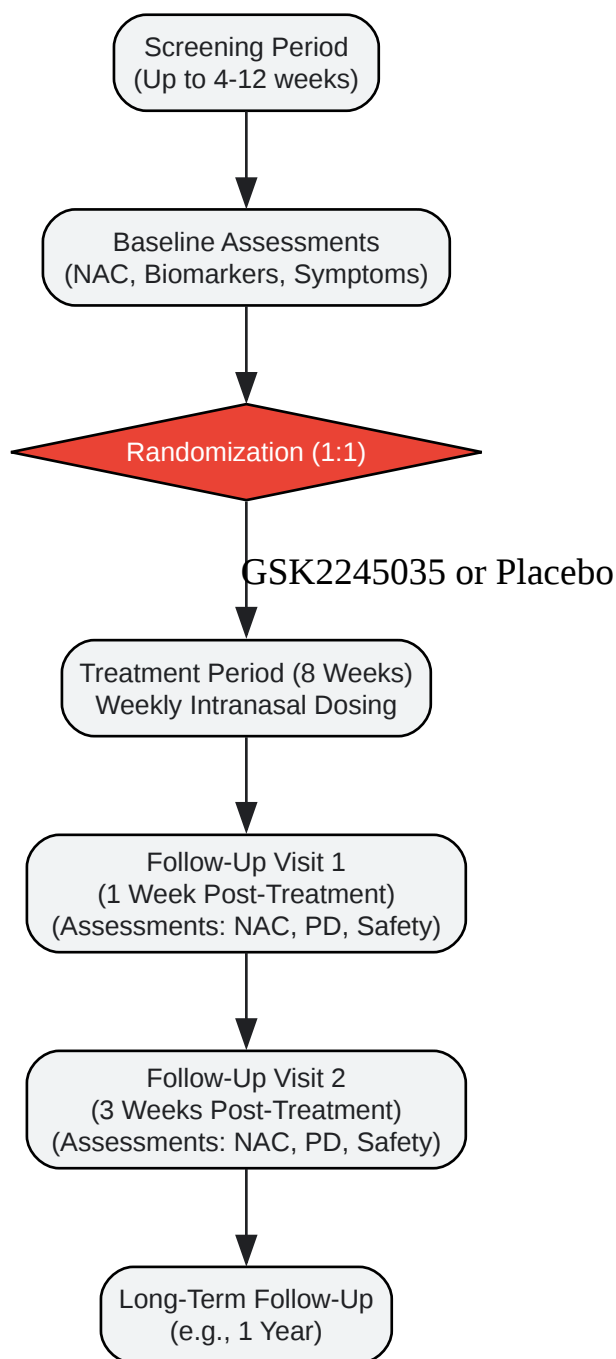 Screening Period
(Up to 4-12 weeks)
Baseline Assessments
(NAC, Biomarkers, Symptoms)
Randomization (1:1)
GSK2245035 or Placebo
Treatment Period (8 Weeks)
Weekly Intranasal Dosing
Follow-Up Visit 1
(1 Week Post-Treatment)
(Assessments: NAC, PD, Safety)
Follow-Up Visit 2
(3 Weeks Post-Treatment)
(Assessments: NAC, PD, Safety)
Long-Term Follow-Up
(e.g., 1 Year)